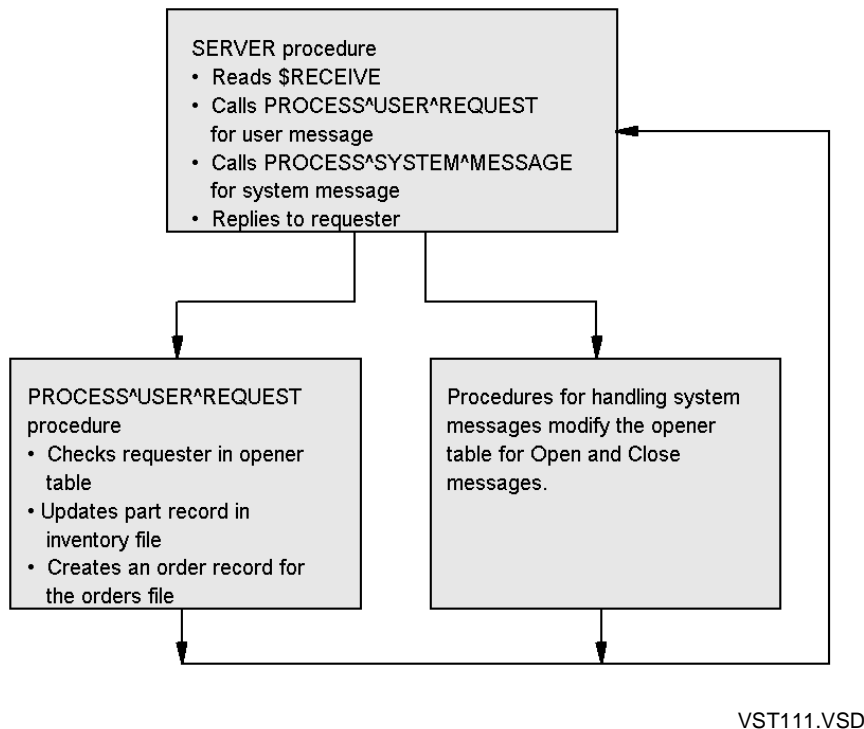 SERVER procedure
• Reads $RECEIVE
• Calls PROCESS^USER^REQUEST
for user message
• Calls PROCESS^SYSTEM^MESSAGE
for system message
• Replies to requester
PROCESS^USER^REQUEST
procedure
• Checks requester in opener
table
• Updates part record in
inventory file
• Creates an order record for
the orders file
Procedures for handling system
messages modify the opener
table for Open and Close
messages.
VST111.VSD